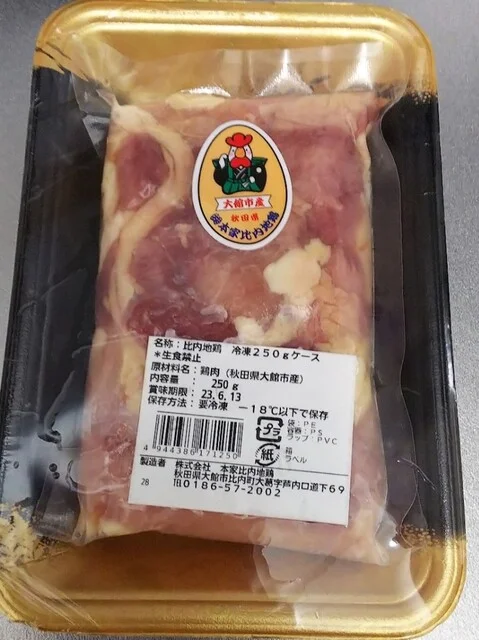 大館市産
秋田県
㈱本家比内地鶏
名称：比内地鶏　冷凍２５０ｇケース
＊生食禁止
原材料名：鶏肉（秋田県大館市産）
内容量　：　250ｇ
賞味期限：　23.6.13
保存方法：要冷凍　－１８℃以下で保存
プラ
袋：ＰＥ
容器：ＰＳ
ラップ：ＰＶＣ
紙
箱
ラベル
4944386171250
製造者　株式会社　本家比内地鶏
秋田県大館市比内町大葛字芦内口道下６９
28
℡０１８６-５７-２００２